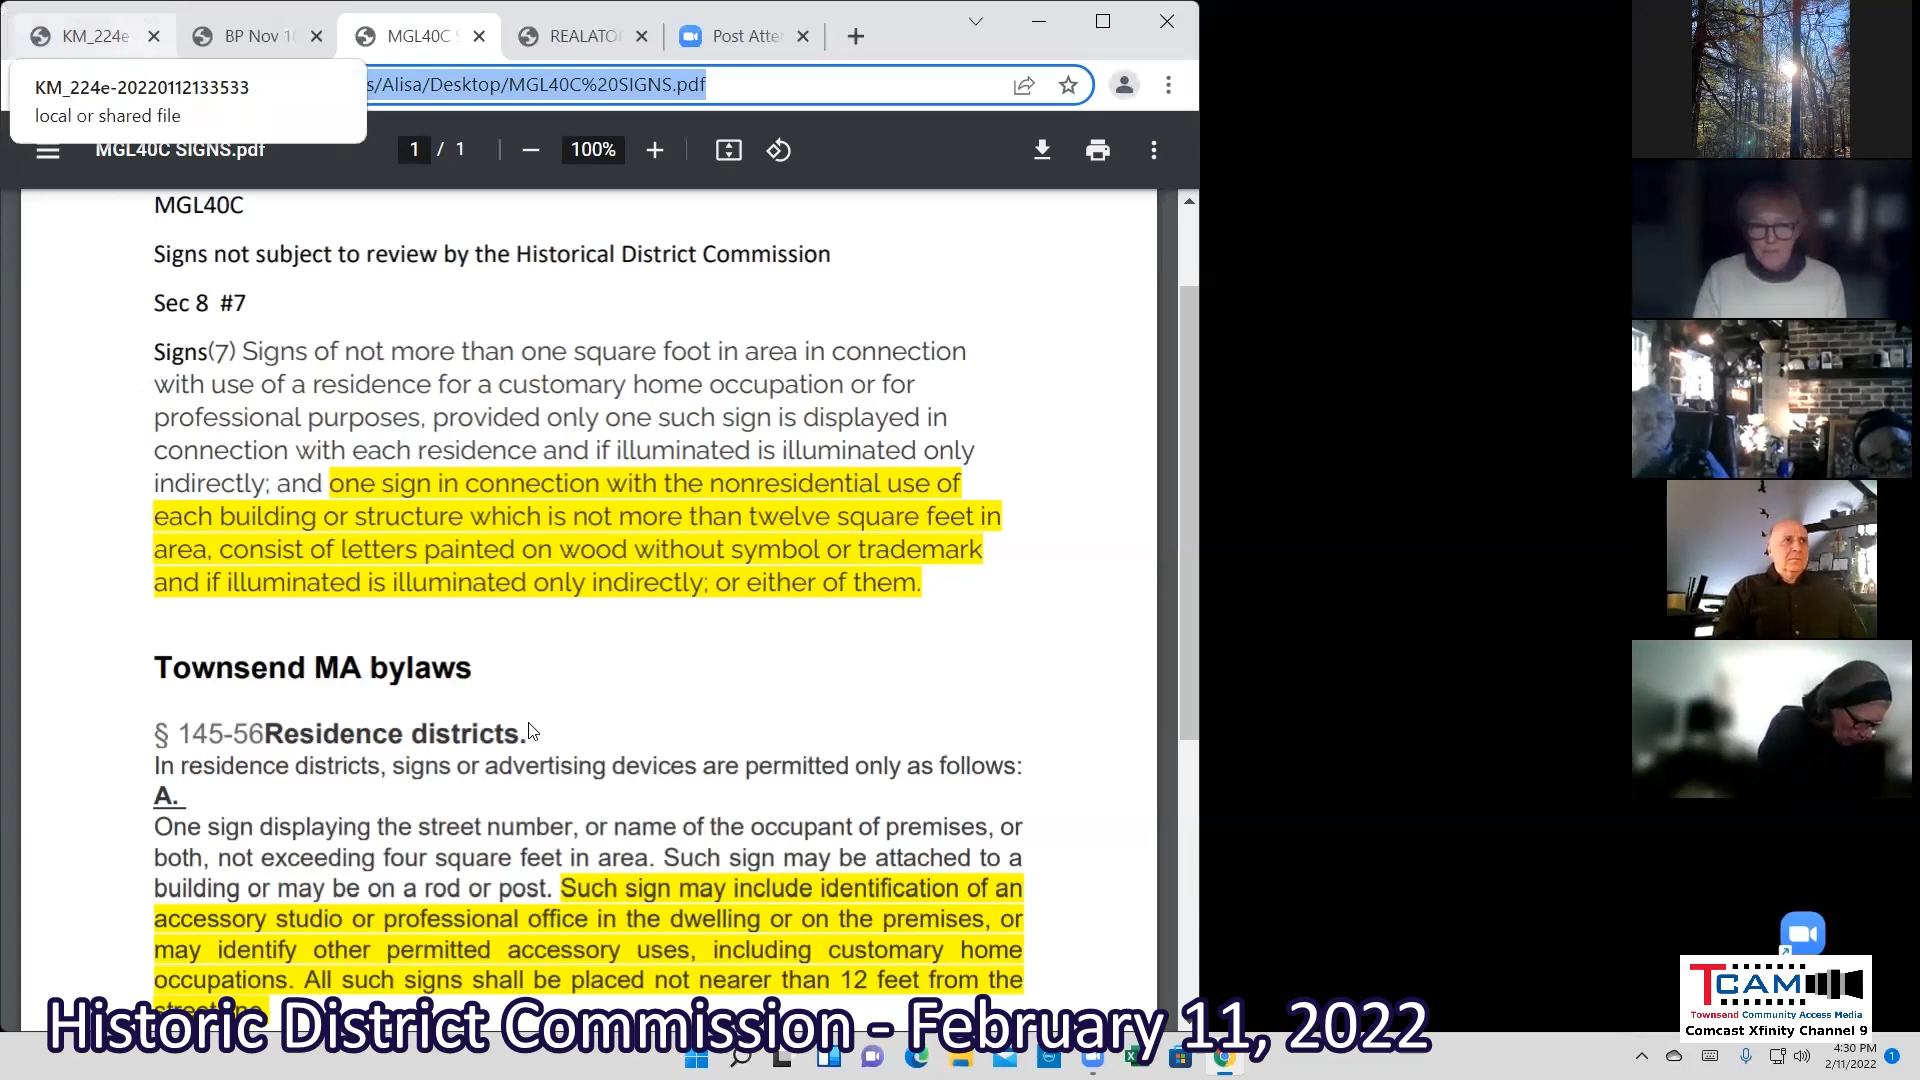 KM_224e
BP Nov 10
MGL40C S
REALATO
Post Atte
KM_224e-20220112133533
local or shared file
s/Alisa/Desktop/MGL40C%20SIGNS.pdf
MGL40C SIGNS.pdf
1 / 1
100%
MGL40C
Signs not subject to review by the Historical District Commission
Sec 8 #7
Signs(7) Signs of not more than one square foot in area in connection
with use of a residence for a customary home occupation or for
professional purposes, provided only one such sign is displayed in
connection with each residence and if illuminated is illuminated only
indirectly; and one sign in connection with the nonresidential use of
each building or structure which is not more than twelve square feet in
area, consist of letters painted on wood without symbol or trademark
and if illuminated is illuminated only indirectly; or either of them.
Townsend MA bylaws
§ 145-56Residence districts.
In residence districts, signs or advertising devices are permitted only as follows:
A.
One sign displaying the street number, or name of the occupant of premises, or
both, not exceeding four square feet in area. Such sign may be attached to a
building or may be on a rod or post. Such sign may include identification of an
accessory studio or professional office in the dwelling or on the premises, or
may identify other permitted accessory uses, including customary home
occupations. All such signs shall be placed not nearer than 12 feet from the
Historic District Commission - February 11, 2022
TCAM
Townsend Community Access Media
Comcast Xfinity Channel 9
4:30 PM
2/11/2022
1